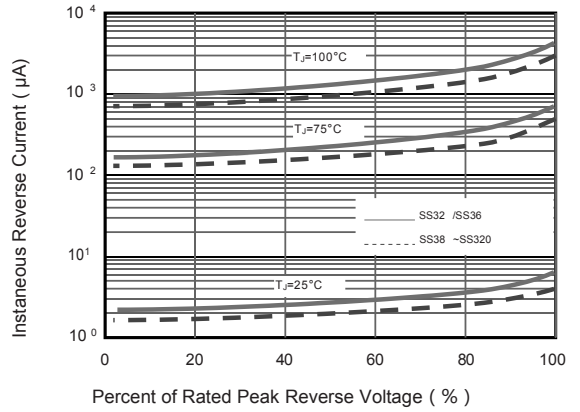 10 4
10 3
10 2
10 1
10 0
Instaneous Reverse Current ( μA)
TJ=100°C
TJ=75°C
SS32 /SS36
SS38 ~SS320
TJ=25°C
0 20 40 60 80 100
Percent of Rated Peak Reverse Voltage ( % )